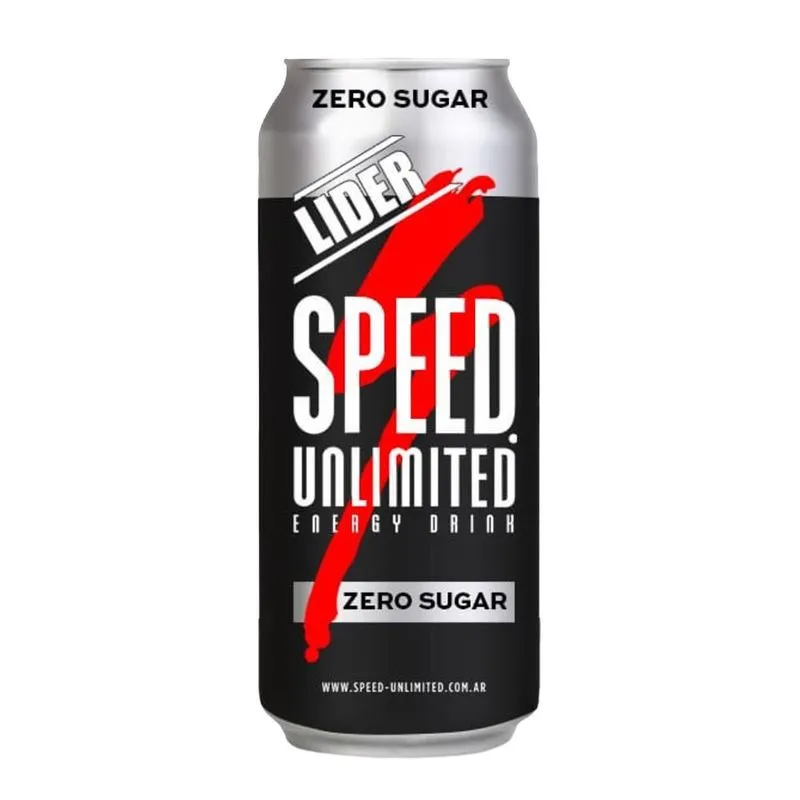 ZERO SUGAR
LIDER
SPEED
UNLIMITED
ENERGY DRINK
ZERO SUGAR
WWW.SPEED-UNLIMITED.COM.AR